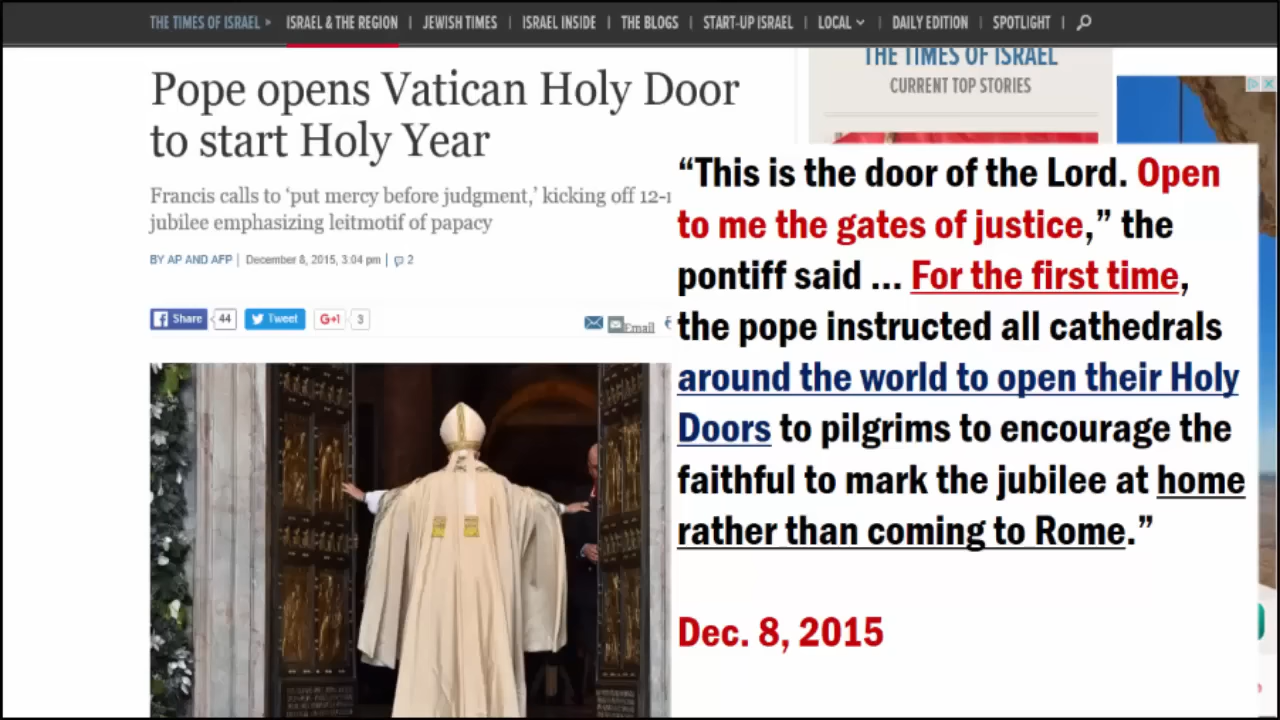 THE TIMES OF ISRAEL ▸ ISRAEL & THE REGION | JEWISH TIMES | ISRAEL INSIDE | THE BLOGS | START-UP ISRAEL | LOCAL | DAILY EDITION | SPOTLIGHT |
Pope opens Vatican Holy Door
to start Holy Year
Francis calls to ‘put mercy before judgment,’ kicking off 12-
jubilee emphasizing leitmotif of papacy
BY AP AND AFP | December 8, 2015, 3:04 pm | 2
Share 44 Tweet G+1 3 Email
THE TIMES OF ISRAEL
CURRENT TOP STORIES
“This is the door of the Lord. Open
to me the gates of justice,” the
pontiff said ... For the first time,
the pope instructed all cathedrals
around the world to open their Holy
Doors to pilgrims to encourage the
faithful to mark the jubilee at home
rather than coming to Rome.”
Dec. 8, 2015